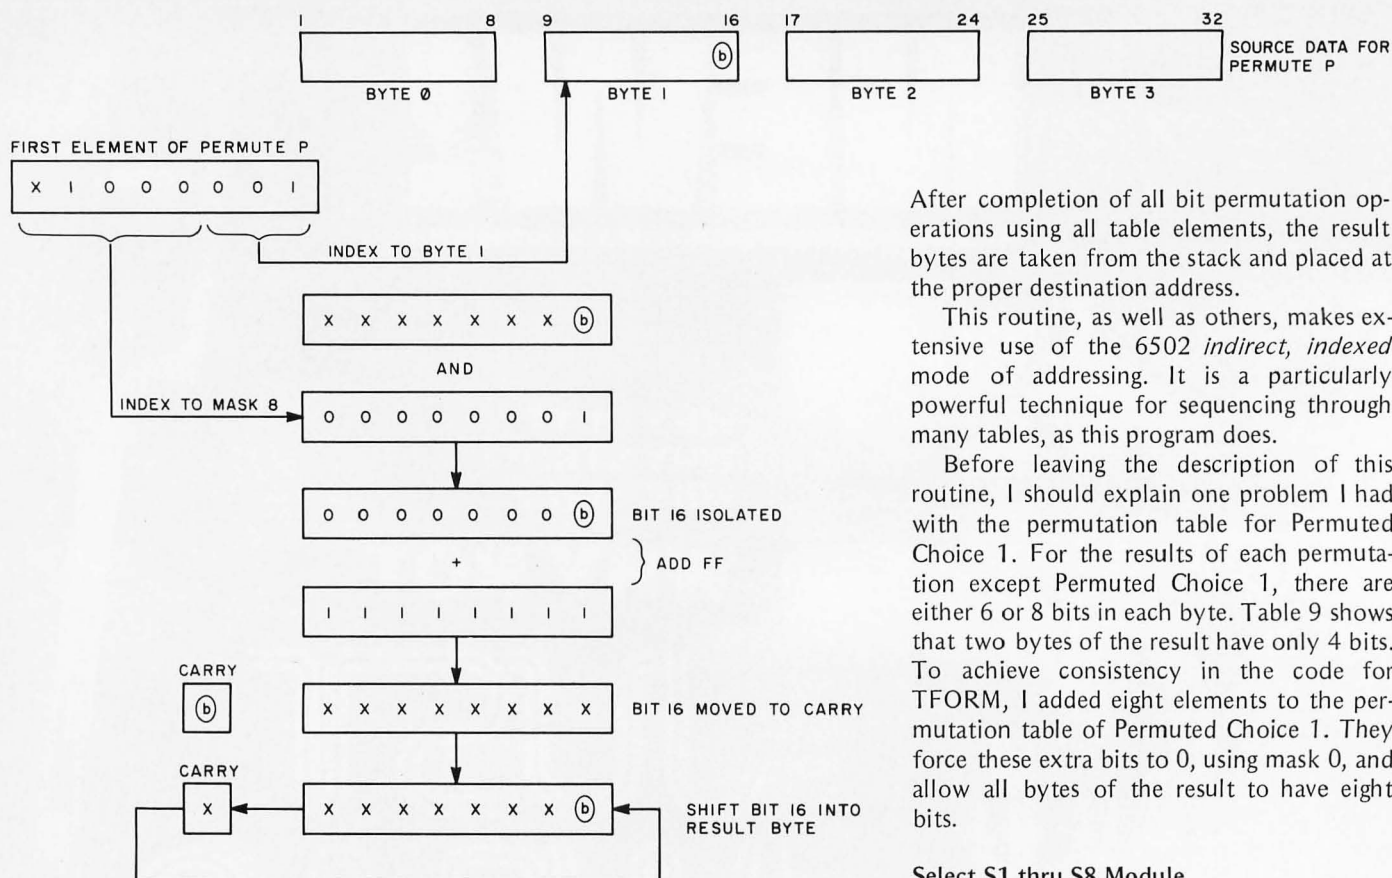 1 8 9 16 17 24 25 32
b
SOURCE DATA FOR
PERMUTE P
BYTE 0 BYTE 1 BYTE 2 BYTE 3
FIRST ELEMENT OF PERMUTE P
X 1 0 0 0 0 0 1
INDEX TO BYTE 1
X X X X X X X b
AND
INDEX TO MASK 8
0 0 0 0 0 0 0 1
0 0 0 0 0 0 0 b BIT 16 ISOLATED
+ } ADD FF
1 1 1 1 1 1 1 1
CARRY
b X X X X X X X X BIT 16 MOVED TO CARRY
CARRY
X X X X X X X X b SHIFT BIT 16 INTO
RESULT BYTE
After completion of all bit permutation op-
erations using all table elements, the result
bytes are taken from the stack and placed at
the proper destination address.
This routine, as well as others, makes ex-
tensive use of the 6502 indirect, indexed
mode of addressing. It is a particularly
powerful technique for sequencing through
many tables, as this program does.
Before leaving the description of this
routine, I should explain one problem I had
with the permutation table for Permuted
Choice 1. For the results of each permuta-
tion except Permuted Choice 1, there are
either 6 or 8 bits in each byte. Table 9 shows
that two bytes of the result have only 4 bits.
To achieve consistency in the code for
TFORM, I added eight elements to the per-
mutation table of Permuted Choice 1. They
force these extra bits to 0, using mask 0, and
allow all bytes of the result to have eight
bits.
Select S1 thru S8 Module